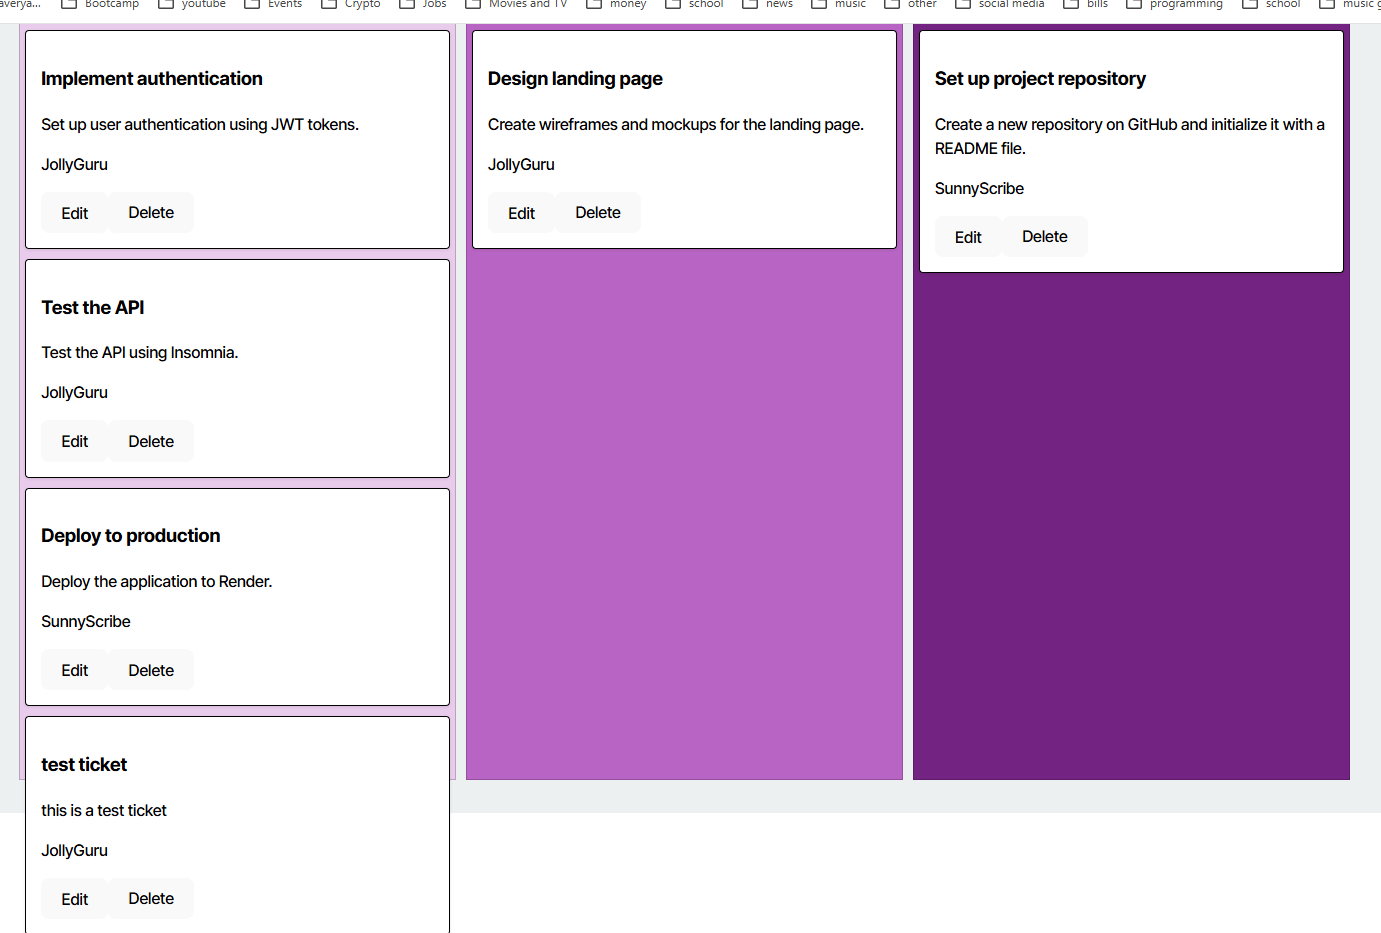 averya...
Bootcamp
youtube
Events
Crypto
Jobs
Movies and TV
money
school
news
music
other
social media
bills
programming
school
music g
Implement authentication
Set up user authentication using JWT tokens.
JollyGuru
Edit
Delete
Test the API
Test the API using Insomnia.
JollyGuru
Edit
Delete
Deploy to production
Deploy the application to Render.
SunnyScribe
Edit
Delete
test ticket
this is a test ticket
JollyGuru
Edit
Delete
Design landing page
Create wireframes and mockups for the landing page.
JollyGuru
Edit
Delete
Set up project repository
Create a new repository on GitHub and initialize it with a
README file.
SunnyScribe
Edit
Delete